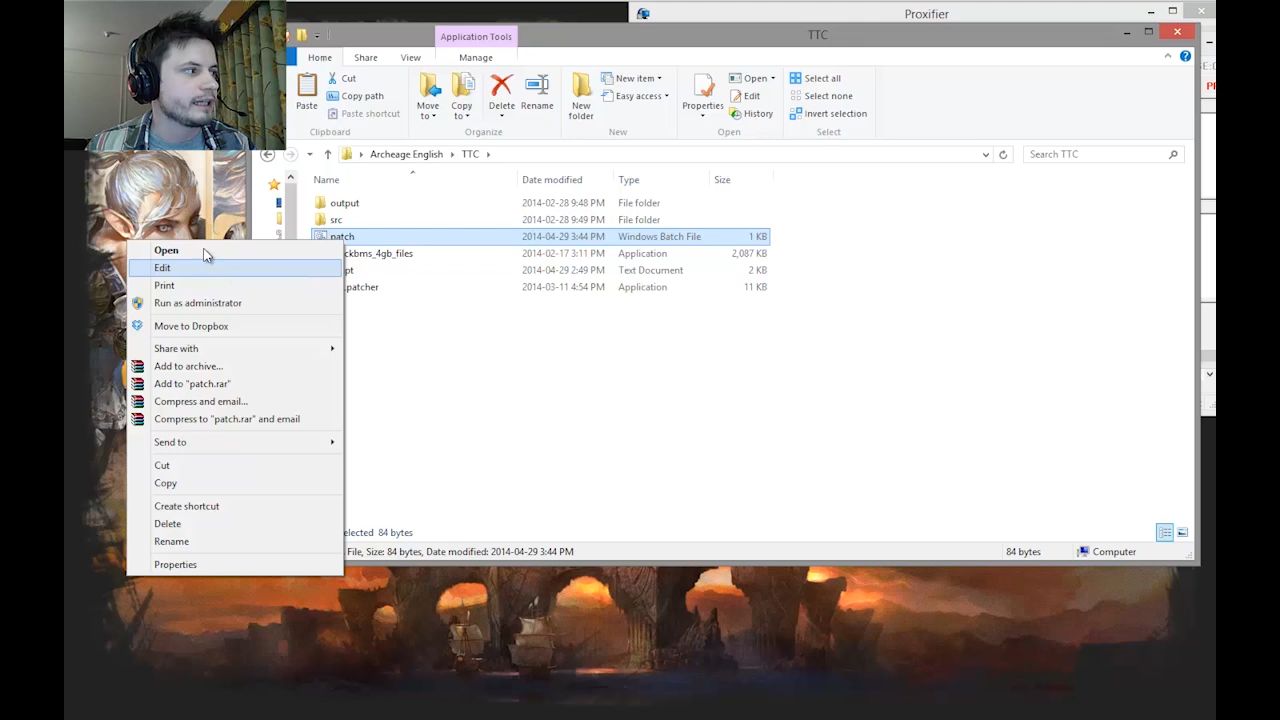 Proxifier
Application Tools
TTC
Home
Share
View
Manage
Paste
Cut
Copy path
Paste shortcut
Move to
Copy to
Delete
Rename
New folder
New item
Easy access
Properties
Open
Edit
History
Select all
Select none
Invert selection
Clipboard
Organize
New
Open
Select
Archeage English
TTC
Search TTC
Name
Date modified
Type
Size
output
2014-02-28 9:48 PM
File folder
src
2014-02-28 9:49 PM
File folder
patch
2014-04-29 3:44 PM
Windows Batch File
1 KB
ckbms_4gb_files
2014-02-17 3:11 PM
Application
2,087 KB
pt
2014-04-29 2:49 PM
Text Document
2 KB
.patcher
2014-03-11 4:54 PM
Application
11 KB
Open
Edit
Print
Run as administrator
Move to Dropbox
Share with
Add to archive...
Add to "patch.rar"
Compress and email...
Compress to "patch.rar" and email
Send to
Cut
Copy
Create shortcut
Delete
Rename
Properties
elected 84 bytes
File, Size: 84 bytes, Date modified: 2014-04-29 3:44 PM
84 bytes
Computer